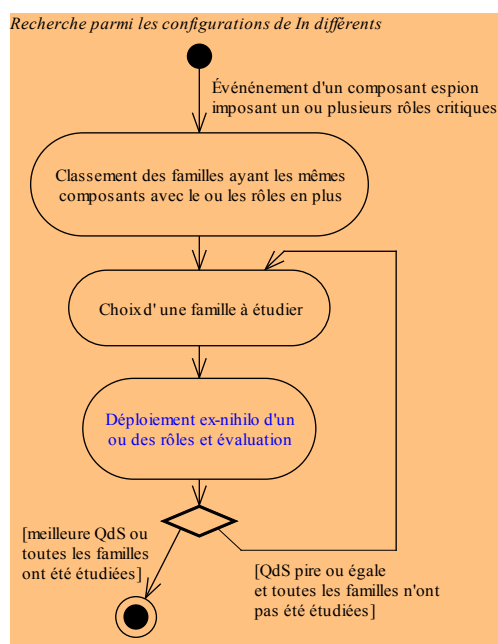 Recherche parmi les configurations de In différents
Événénement d'un composant espion
imposant un ou plusieurs rôles critiques
Classement des familles ayant les mêmes
composants avec le ou les rôles en plus
Choix d' une famille à étudier
Déploiement ex-nihilo d'un
ou des rôles et évaluation
[meilleure QdS ou
toutes les familles
ont été étudiées]
[QdS pire ou égale
et toutes les familles n'ont
pas été étudiées]